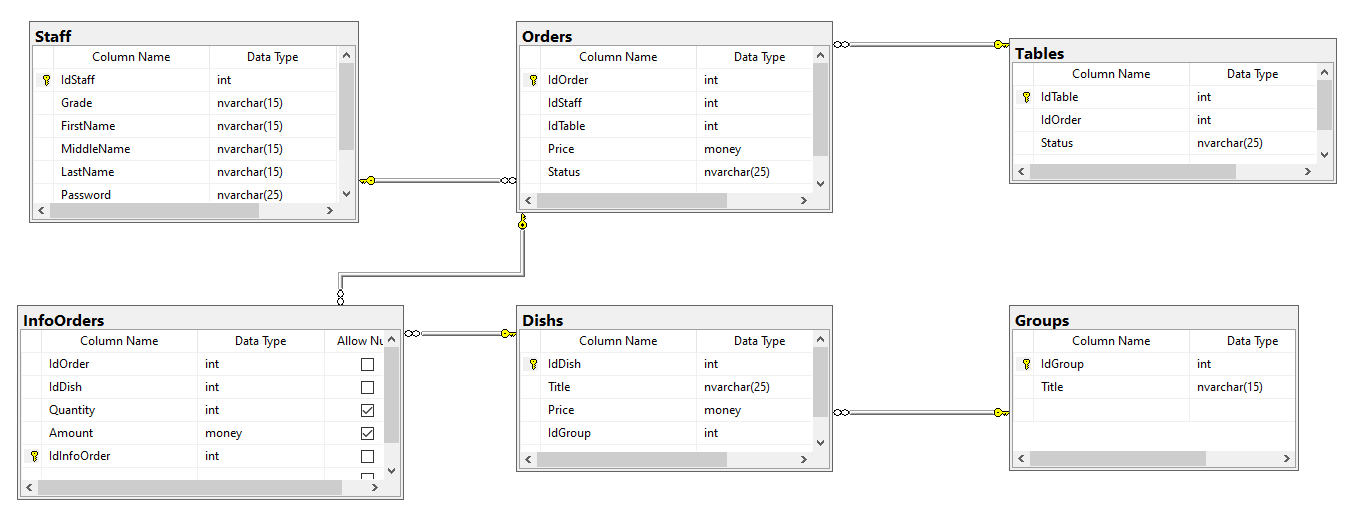 Staff
Column Name Data Type
IdStaff int
Grade nvarchar(15)
FirstName nvarchar(15)
MiddleName nvarchar(15)
LastName nvarchar(15)
Password nvarchar(25)
Orders
Column Name Data Type
IdOrder int
IdStaff int
IdTable int
Price money
Status nvarchar(25)
Tables
Column Name Data Type
IdTable int
IdOrder int
Status nvarchar(25)
InfoOrders
Column Name Data Type Allow Nu
IdOrder int
IdDish int
Quantity int
Amount money
IdInfoOrder int
Dishs
Column Name Data Type
IdDish int
Title nvarchar(25)
Price money
IdGroup int
Groups
Column Name Data Type
IdGroup int
Title nvarchar(15)